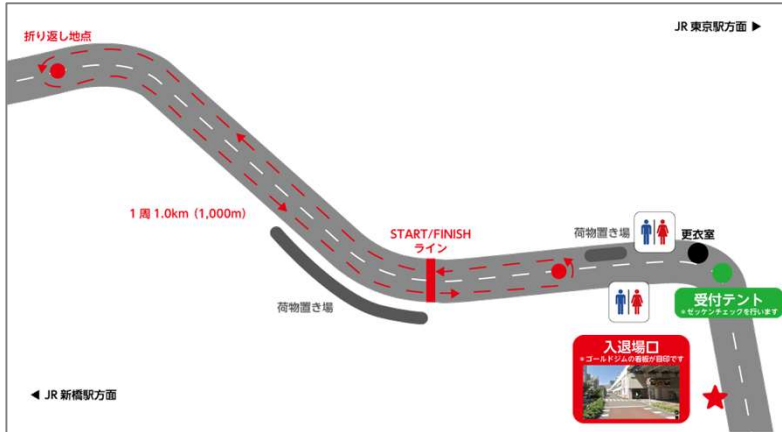 折り返し地点
JR 東京駅方面 ▶
1 周 1.0km (1,000m)
START/FINISH
ライン
荷物置き場
更衣室
荷物置き場
受付テント
*ゼッケンチェックを行います
入退場口
*ゴールドジムの看板が目印です
◀ JR 新橋駅方面